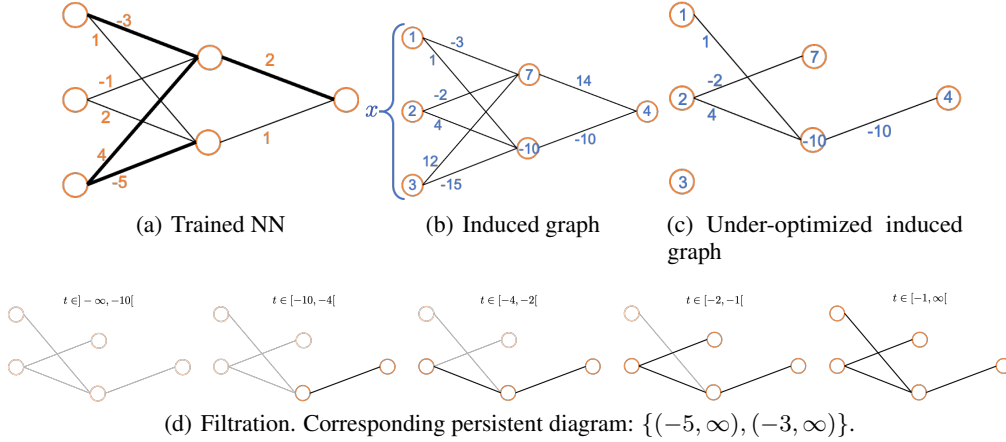 -3
1
-1
2
4
-5
2
1
(a) Trained NN
x
1
2
3
-3
1
-2
4
12
-15
7
-10
14
-10
4
(b) Induced graph
1
2
3
1
-2
4
7
-10
-10
4
(c) Under-optimized induced
graph
t ∈] − ∞, −10[
t ∈ [−10, −4[
t ∈ [−4, −2[
t ∈ [−2, −1[
t ∈ [−1, ∞[
(d) Filtration. Corresponding persistent diagram: {(−5, ∞), (−3, ∞)}.